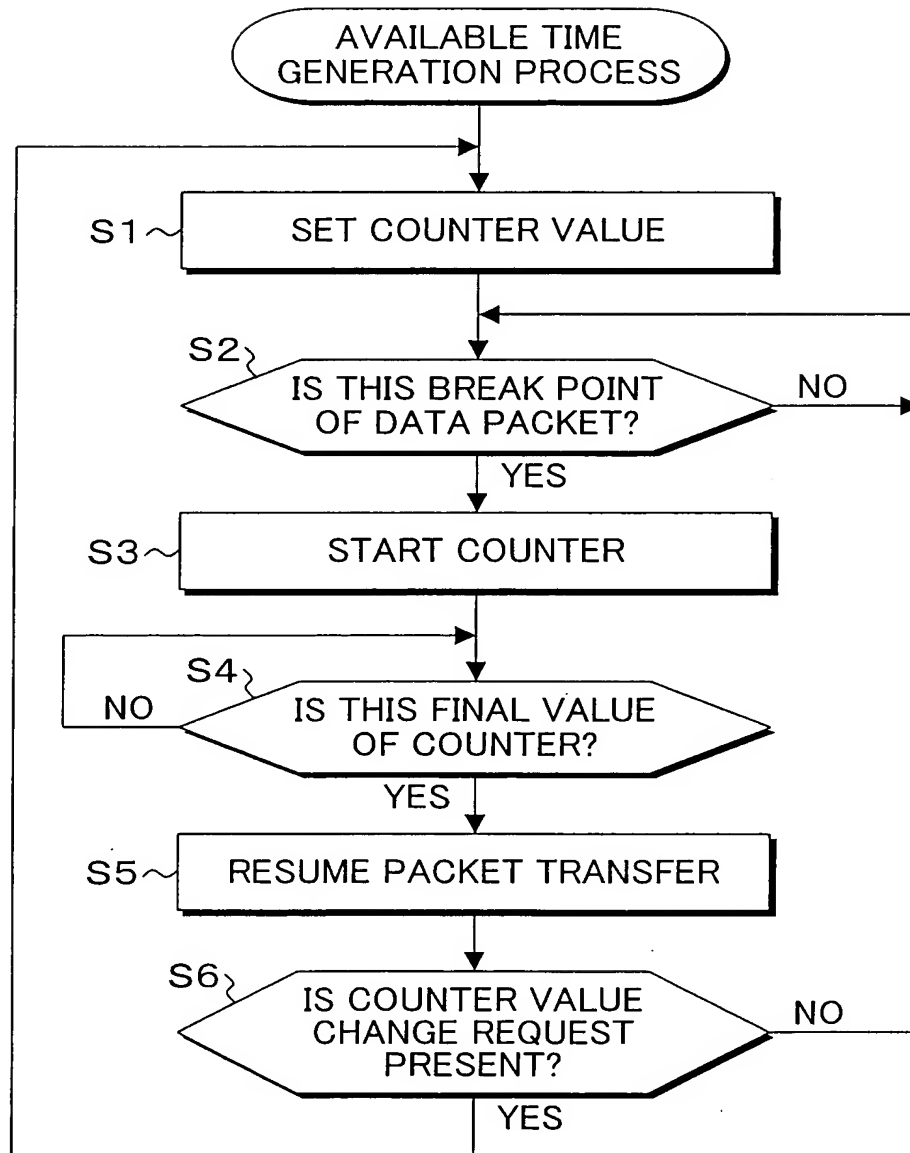 AVAILABLE TIME
GENERATION PROCESS
S1
SET COUNTER VALUE
S2
IS THIS BREAK POINT
OF DATA PACKET?
NO
YES
S3
START COUNTER
S4
NO
IS THIS FINAL VALUE
OF COUNTER?
YES
S5
RESUME PACKET TRANSFER
S6
IS COUNTER VALUE
CHANGE REQUEST
PRESENT?
NO
YES